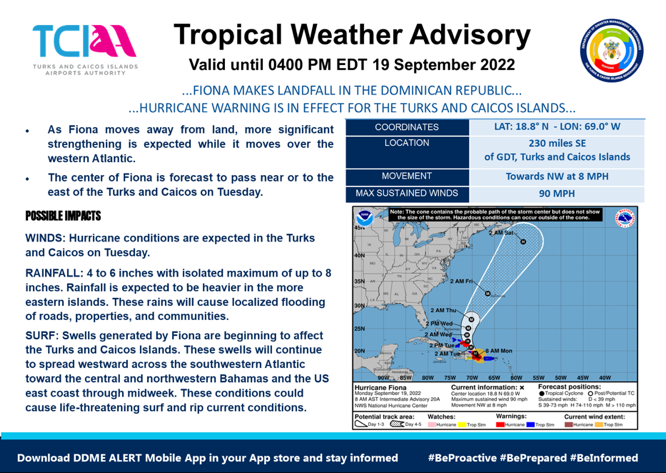 TCIAA
TURKS AND CAICOS ISLANDS
AIRPORTS AUTHORITY
Tropical Weather Advisory
Valid until 0400 PM EDT 19 September 2022
...FIONA MAKES LANDFALL IN THE DOMINICAN REPUBLIC...
...HURRICANE WARNING IS IN EFFECT FOR THE TURKS AND CAICOS ISLANDS...
• As Fiona moves away from land, more significant
strengthening is expected while it moves over the
western Atlantic.
• The center of Fiona is forecast to pass near or to the
east of the Turks and Caicos on Tuesday.
POSSIBLE IMPACTS
WINDS: Hurricane conditions are expected in the Turks
and Caicos on Tuesday.
RAINFALL: 4 to 6 inches with isolated maximum of up to 8
inches. Rainfall is expected to be heavier in the more
eastern islands. These rains will cause localized flooding
of roads, properties, and communities.
SURF: Swells generated by Fiona are beginning to affect
the Turks and Caicos Islands. These swells will continue
to spread westward across the southwestern Atlantic
toward the central and northwestern Bahamas and the US
east coast through midweek. These conditions could
cause life-threatening surf and rip current conditions.
COORDINATES LAT: 18.8° N - LON: 69.0° W
LOCATION 230 miles SE
of GDT, Turks and Caicos Islands
MOVEMENT Towards NW at 8 MPH
MAX SUSTAINED WINDS 90 MPH
Note: The cone contains the probable path of the storm center but does not show
the size of the storm. Hazardous conditions can occur outside of the cone.
45N
2 AM Sat
40N
35N
2 AM Fri
30N
2 AM Thu
25N
2 PM Wed
2 AM Wed
2 PM Tue
20N
2 AM Tue
8 AM Mon
90W 85W 80W 75W 70W 65W 60W 55W 50W 45W 40W
Hurricane Fiona
Monday September 19, 2022
8 AM AST Intermediate Advisory 20A
NWS National Hurricane Center
Current information: x
Center location 18.8 N 69.0 W
Maximum sustained wind 90 mph
Movement NW at 8 mph
Forecast positions:
Tropical Cyclone Post/Potential TC
Sustained winds: D < 39 mph
S 39-73 mph H 74-110 mph M > 110 mph
Potential track area:
Day 1-3 Day 4-5
Watches:
Hurricane Trop Stm
Warnings:
Hurricane Trop Stm
Current wind extent:
Hurricane Trop Stm
Download DDME ALERT Mobile App in your App store and stay informed #BeProactive #BePrepared #BeInformed